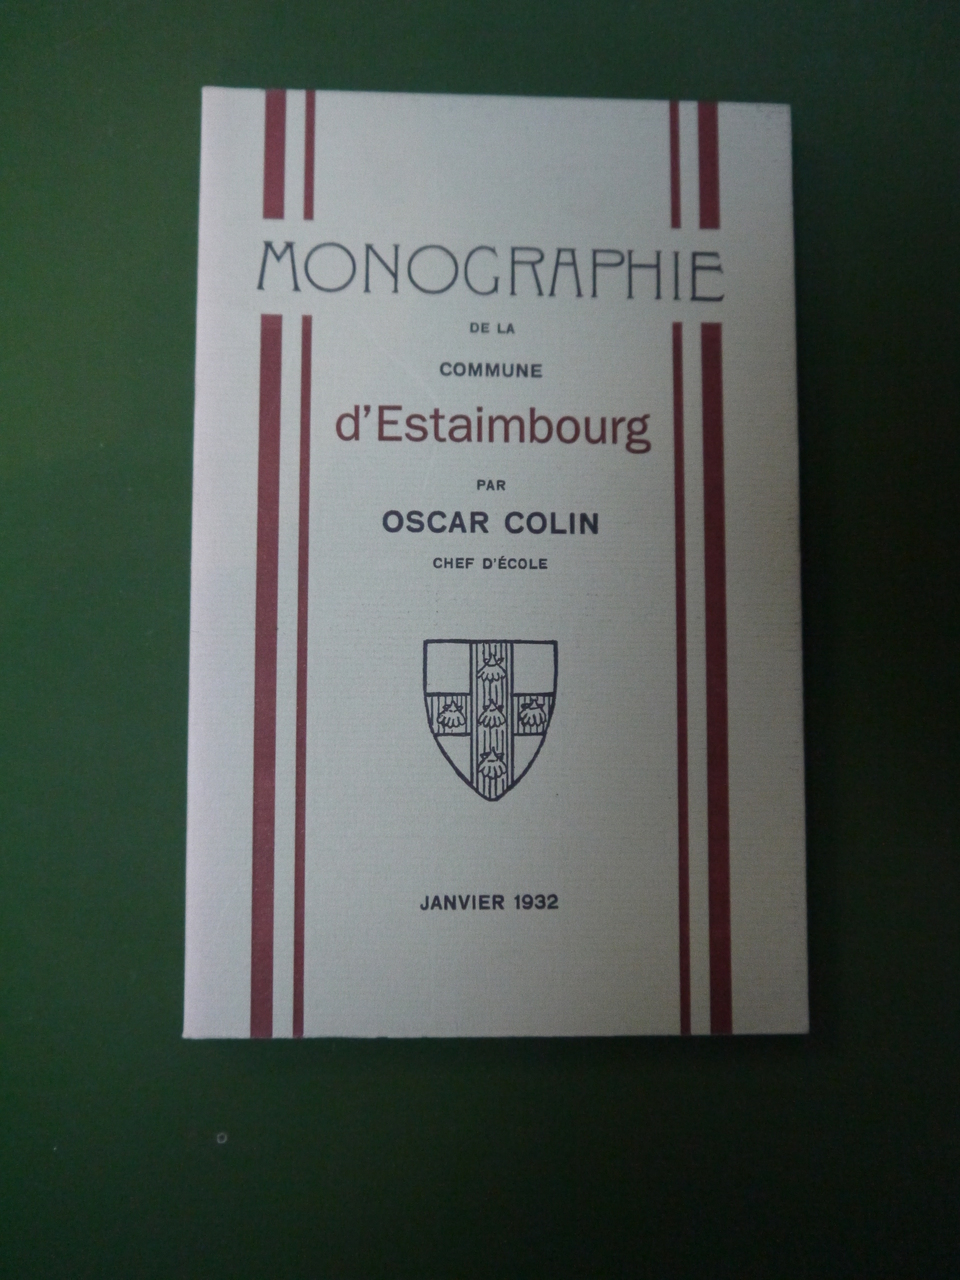 MONOGRAPHIE
DE LA
COMMUNE
d'Estaimbourg
PAR
OSCAR COLIN
CHEF D'ÉCOLE
JANVIER 1932